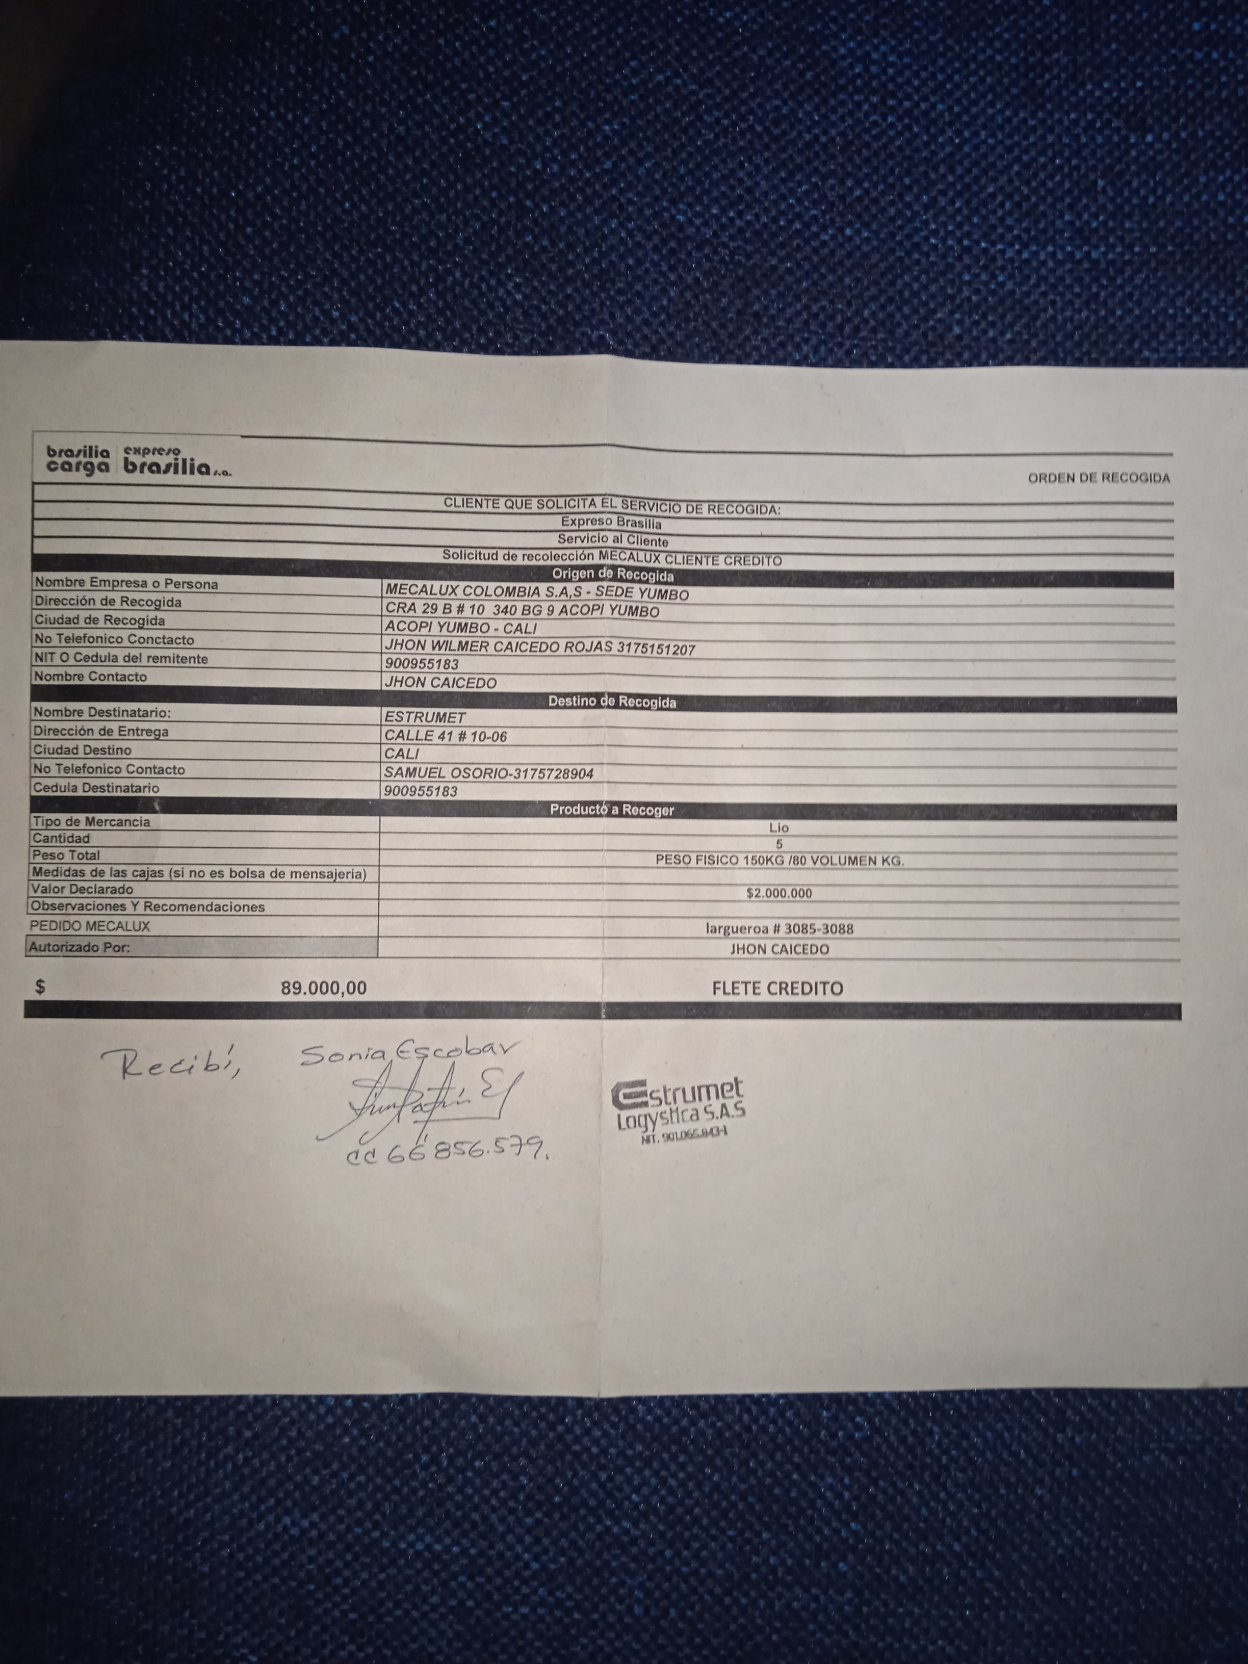 brasilia carga expreso brasilia s.a.
ORDEN DE RECOGIDA
CLIENTE QUE SOLICITA EL SERVICIO DE RECOGIDA:
Expreso Brasilia
Servicio al Cliente
Solicitud de recolección MECALUX CLIENTE CREDITO
Origen de Recogida
Nombre Empresa o Persona MECALUX COLOMBIA S.A,S - SEDE YUMBO
Dirección de Recogida CRA 29 B # 10 340 BG 9 ACOPI YUMBO
Ciudad de Recogida ACOPI YUMBO - CALI
No Telefonico Conctacto JHON WILMER CAICEDO ROJAS 3175151207
NIT O Cedula del remitente 900955183
Nombre Contacto JHON CAICEDO
Destino de Recogida
Nombre Destinatario: ESTRUMET
Dirección de Entrega CALLE 41 # 10-06
Ciudad Destino CALI
No Telefonico Contacto SAMUEL OSORIO-3175728904
Cedula Destinatario 900955183
Producto a Recoger
Tipo de Mercancia Lio
Cantidad 5
Peso Total PESO FISICO 150KG /80 VOLUMEN KG.
Medidas de las cajas (si no es bolsa de mensajeria)
Valor Declarado $2.000.000
Observaciones Y Recomendaciones
PEDIDO MECALUX largueroa # 3085-3088
Autorizado Por: JHON CAICEDO
$ 89.000,00 FLETE CREDITO
Recibí, Sonia Escobar
cc 66 856.579.
Estrumet
Logystica S.A.S
NIT. 901.065.843-1